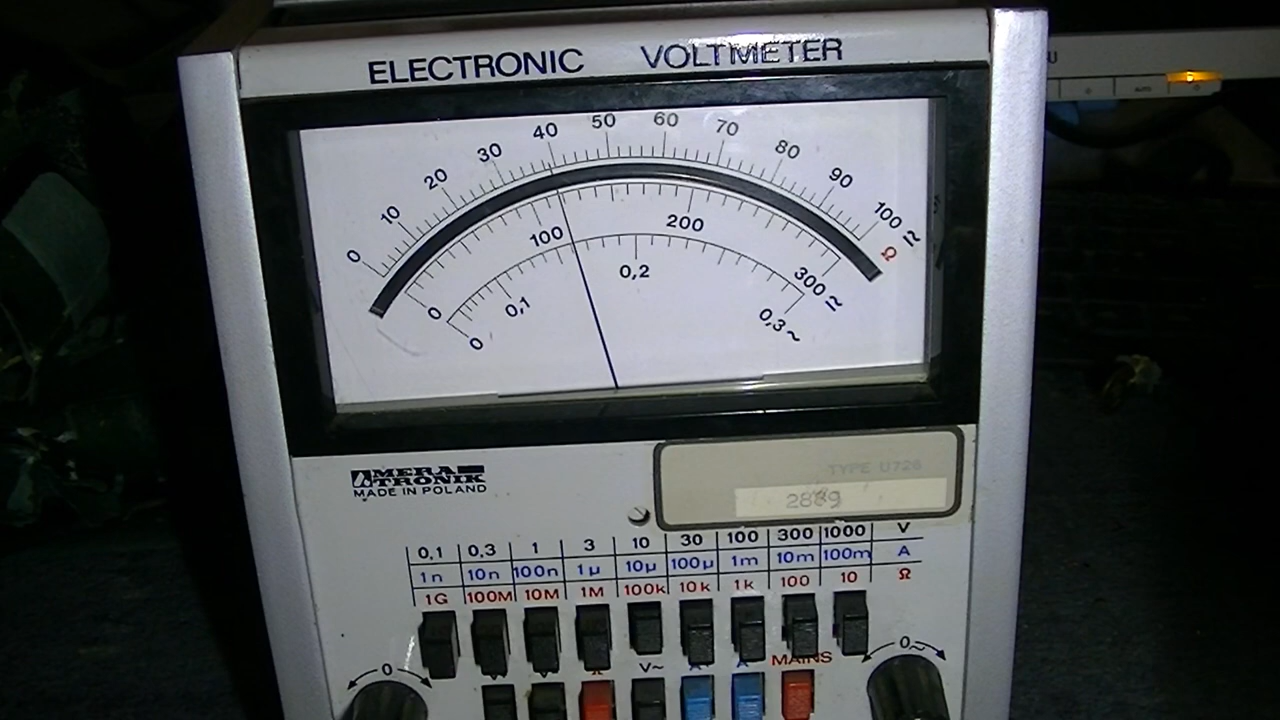 ELECTRONIC VOLTMETER
0 10 20 30 40 50 60 70 80 90 100 Ω
0 100 200 300
0 0,1 0,2 0,3 ~
AUTO
MERA
TRONIK
MADE IN POLAND
TYPE U726
2889
0,1 0,3 1 3 10 30 100 300 1000 V
1n 10n 100n 1µ 10µ 100µ 1m 10m 100m A
1G 100M 10M 1M 100k 10k 1k 100 10 Ω
0 V~ MAINS 0~